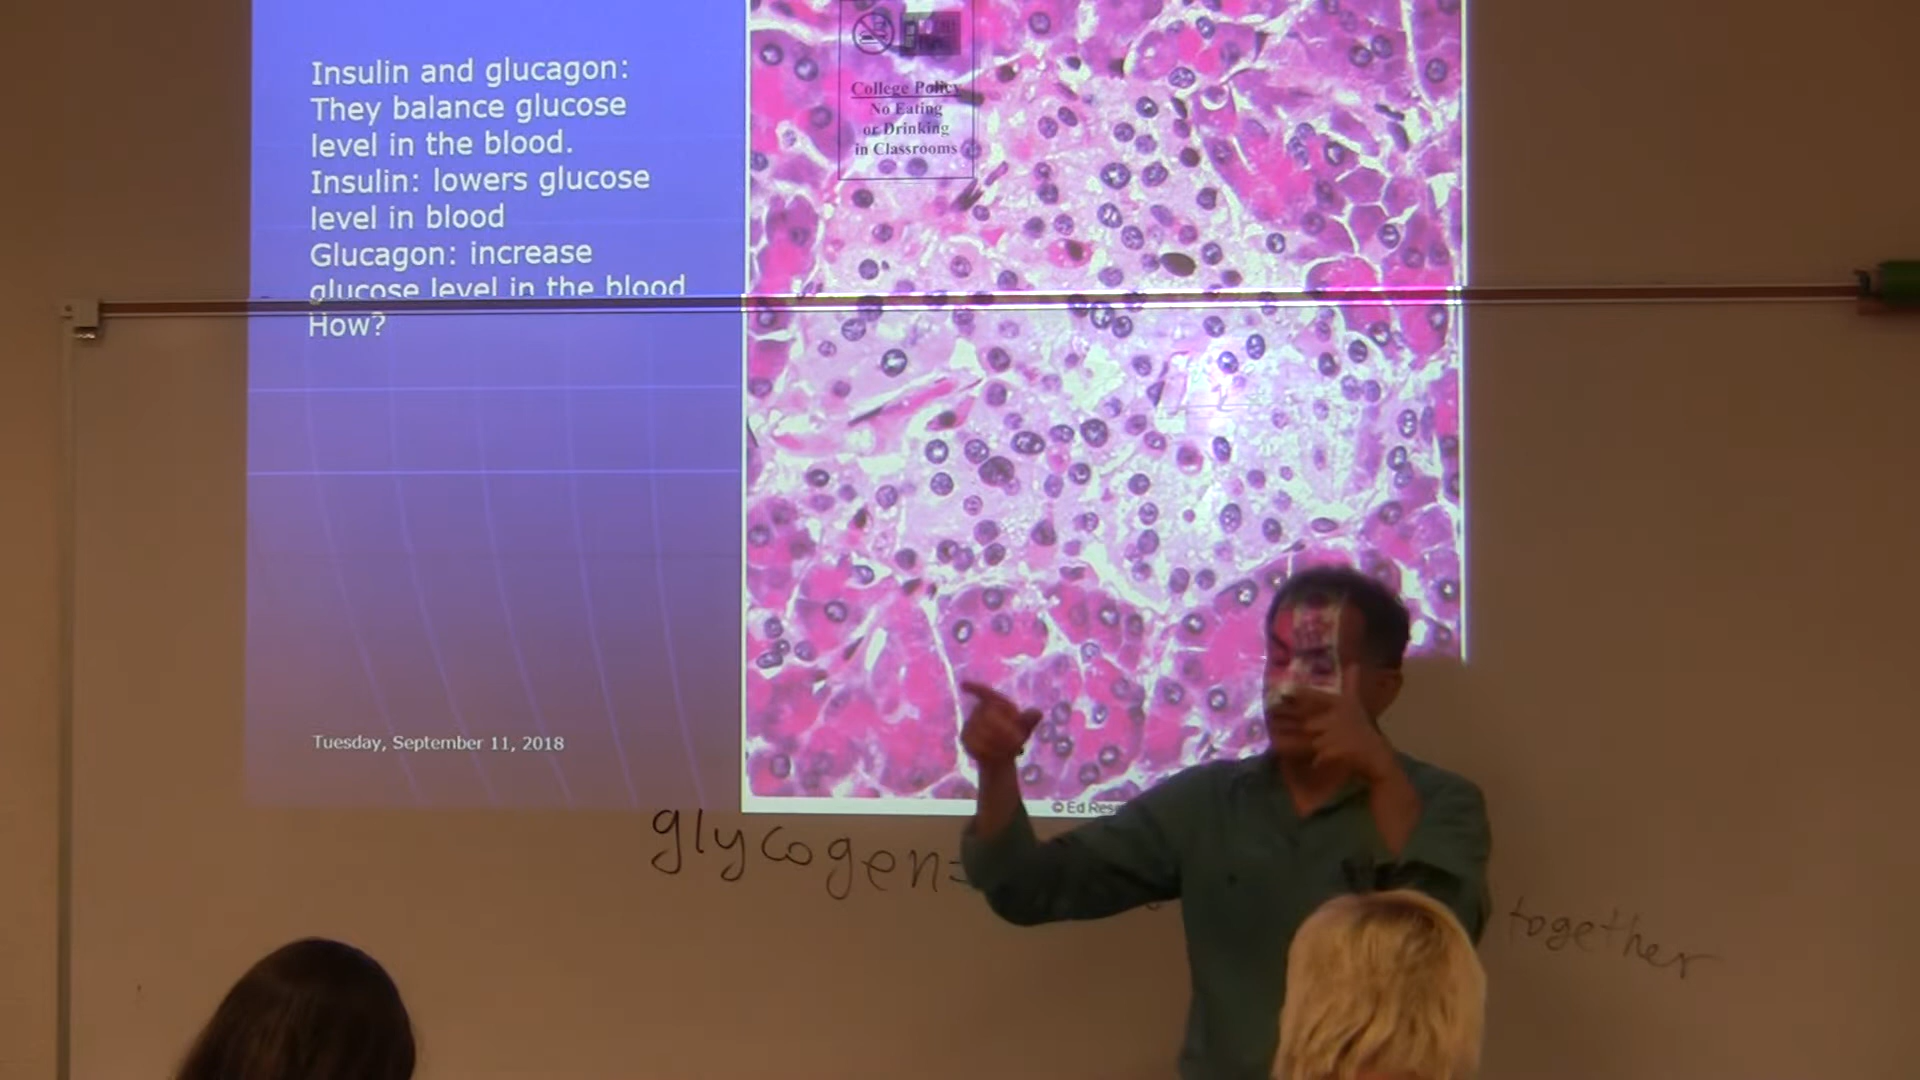 Insulin and glucagon:
They balance glucose
level in the blood.
Insulin: lowers glucose
level in blood
Glucagon: increase
glucose level in the blood
How?
Tuesday, September 11, 2018
College Policy
No Eating
or Drinking
in Classrooms
© Ed
glycogen=
together